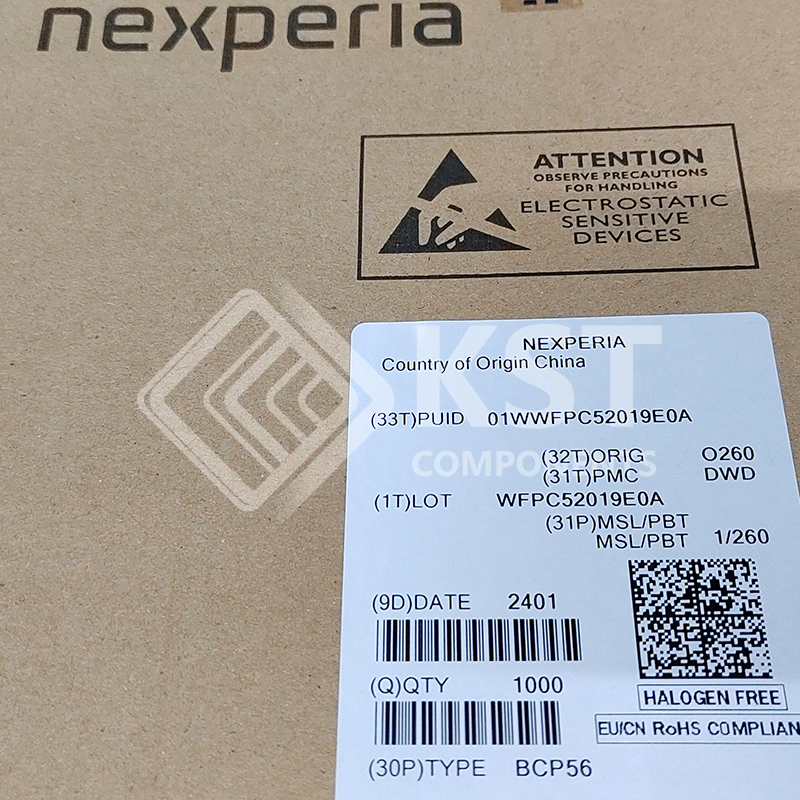 nexperia
ATTENTION
OBSERVE PRECAUTIONS
FOR HANDLING
ELECTROSTATIC
SENSITIVE
DEVICES
KST
COMPONENTS
NEXPERIA
Country of Origin China
(33T)PUID 01WWFPC52019E0A
(32T)ORIG O260
(31T)PMC DWD
(1T)LOT WFPC52019E0A
(31P)MSL/PBT
MSL/PBT 1/260
(9D)DATE 2401
(Q)QTY 1000
HALOGEN FREE
EU/CN RoHS COMPLIAN
(30P)TYPE BCP56